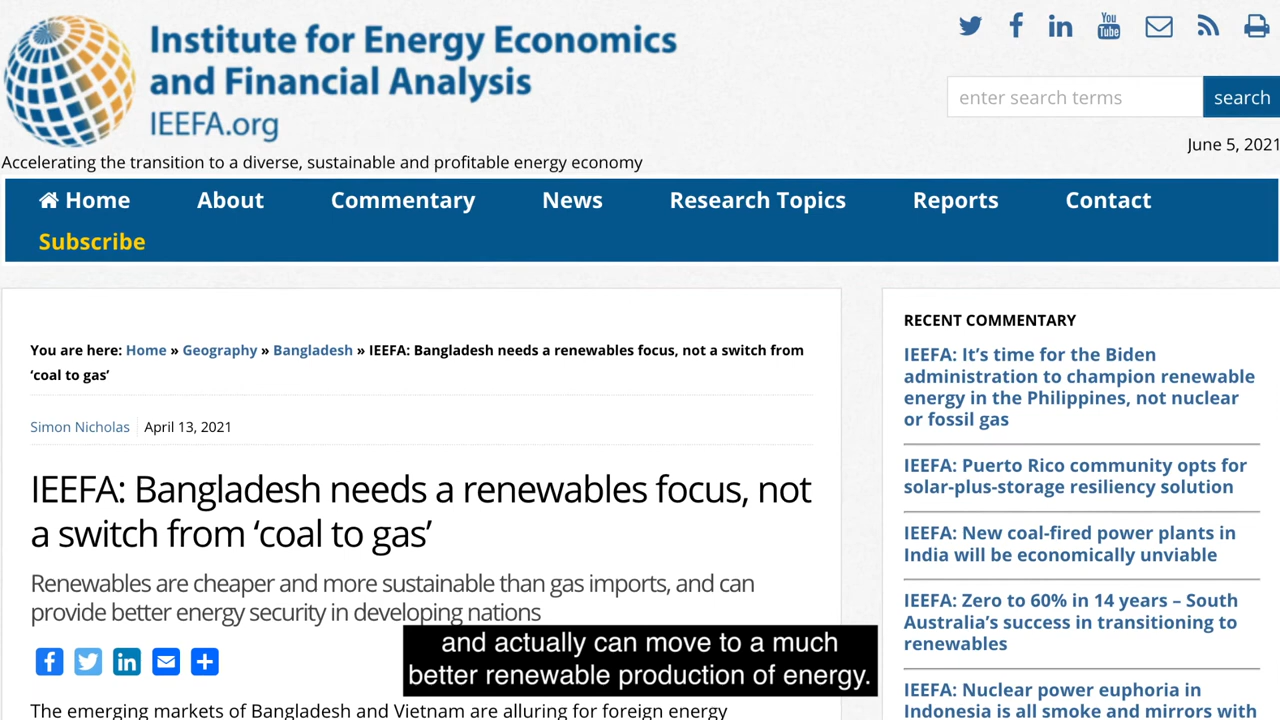 Institute for Energy Economics
and Financial Analysis
IEEFA.org
Accelerating the transition to a diverse, sustainable and profitable energy economy
You Tube
enter search terms
search
June 5, 2021
Home About Commentary News Research Topics Reports Contact
Subscribe
You are here: Home » Geography » Bangladesh » IEEFA: Bangladesh needs a renewables focus, not a switch from
‘coal to gas’
Simon Nicholas April 13, 2021
IEEFA: Bangladesh needs a renewables focus, not
a switch from ‘coal to gas’
Renewables are cheaper and more sustainable than gas imports, and can
provide better energy security in developing nations
The emerging markets of Bangladesh and Vietnam are alluring for foreign energy
RECENT COMMENTARY
IEEFA: It’s time for the Biden
administration to champion renewable
energy in the Philippines, not nuclear
or fossil gas
IEEFA: Puerto Rico community opts for
solar-plus-storage resiliency solution
IEEFA: New coal-fired power plants in
India will be economically unviable
IEEFA: Zero to 60% in 14 years – South
Australia’s success in transitioning to
renewables
IEEFA: Nuclear power euphoria in
Indonesia is all smoke and mirrors with
and actually can move to a much
better renewable production of energy.